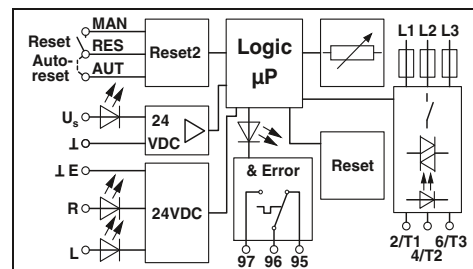 MAN
L1 L2 L3
Reset
RES
Reset2
Logic
µP
Auto-
reset
AUT
Us
24
VDC
⊥
⊥ E
& Error
Reset
R
24VDC
L
97 96 95
2/T1 6/T3
4/T2